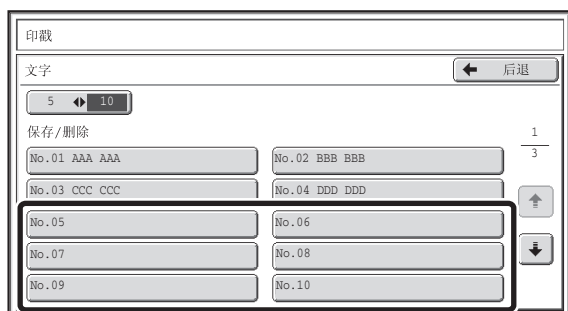 印戳
文字 后退
5 10
保存/删除 1
No.01 AAA AAA No.02 BBB BBB 3
No.03 CCC CCC No.04 DDD DDD
No.05 No.06
No.07 No.08
No.09 No.10